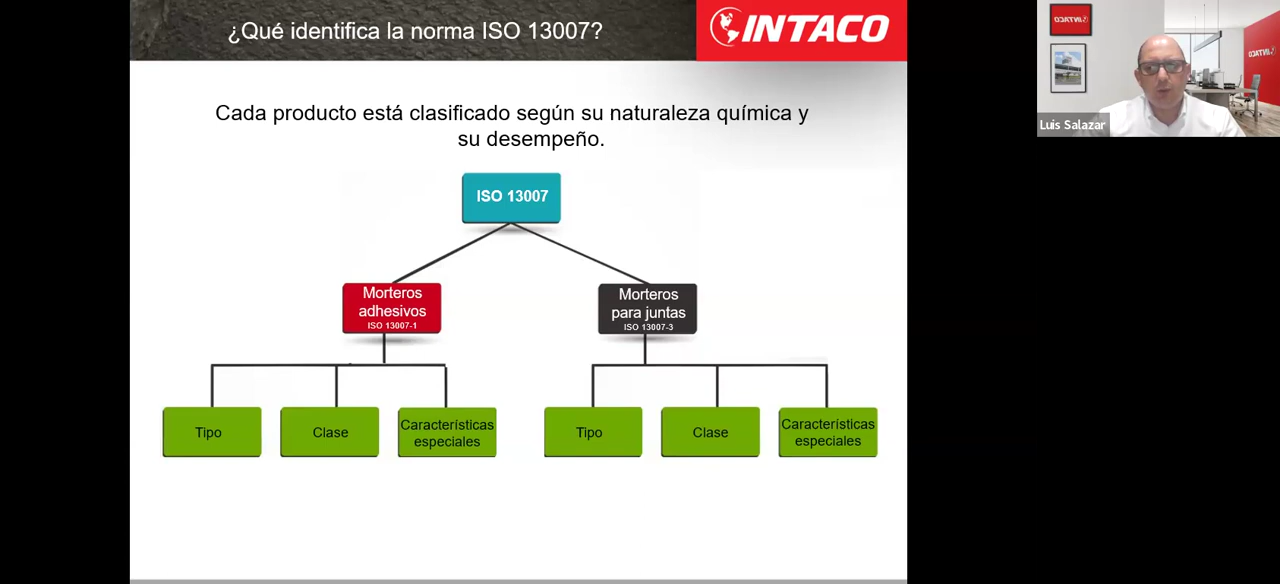 ¿Qué identifica la norma ISO 13007?
INTACO
INTACO
INTACO
Luis Salazar
Cada producto está clasificado según su naturaleza química y
su desempeño.
ISO 13007
Morteros
adhesivos
ISO 13007-1
Morteros
para juntas
ISO 13007-3
Tipo
Clase
Características
especiales
Tipo
Clase
Características
especiales